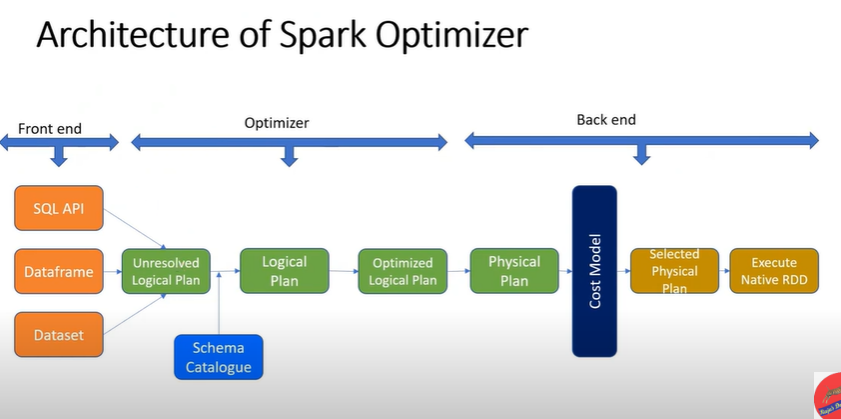 Architecture of Spark Optimizer
Front end
Optimizer
Back end
SQL API
Dataframe
Dataset
Unresolved
Logical Plan
Schema
Catalogue
Logical
Plan
Optimized
Logical Plan
Physical
Plan
Cost Model
Selected
Physical
Plan
Execute
Native RDD